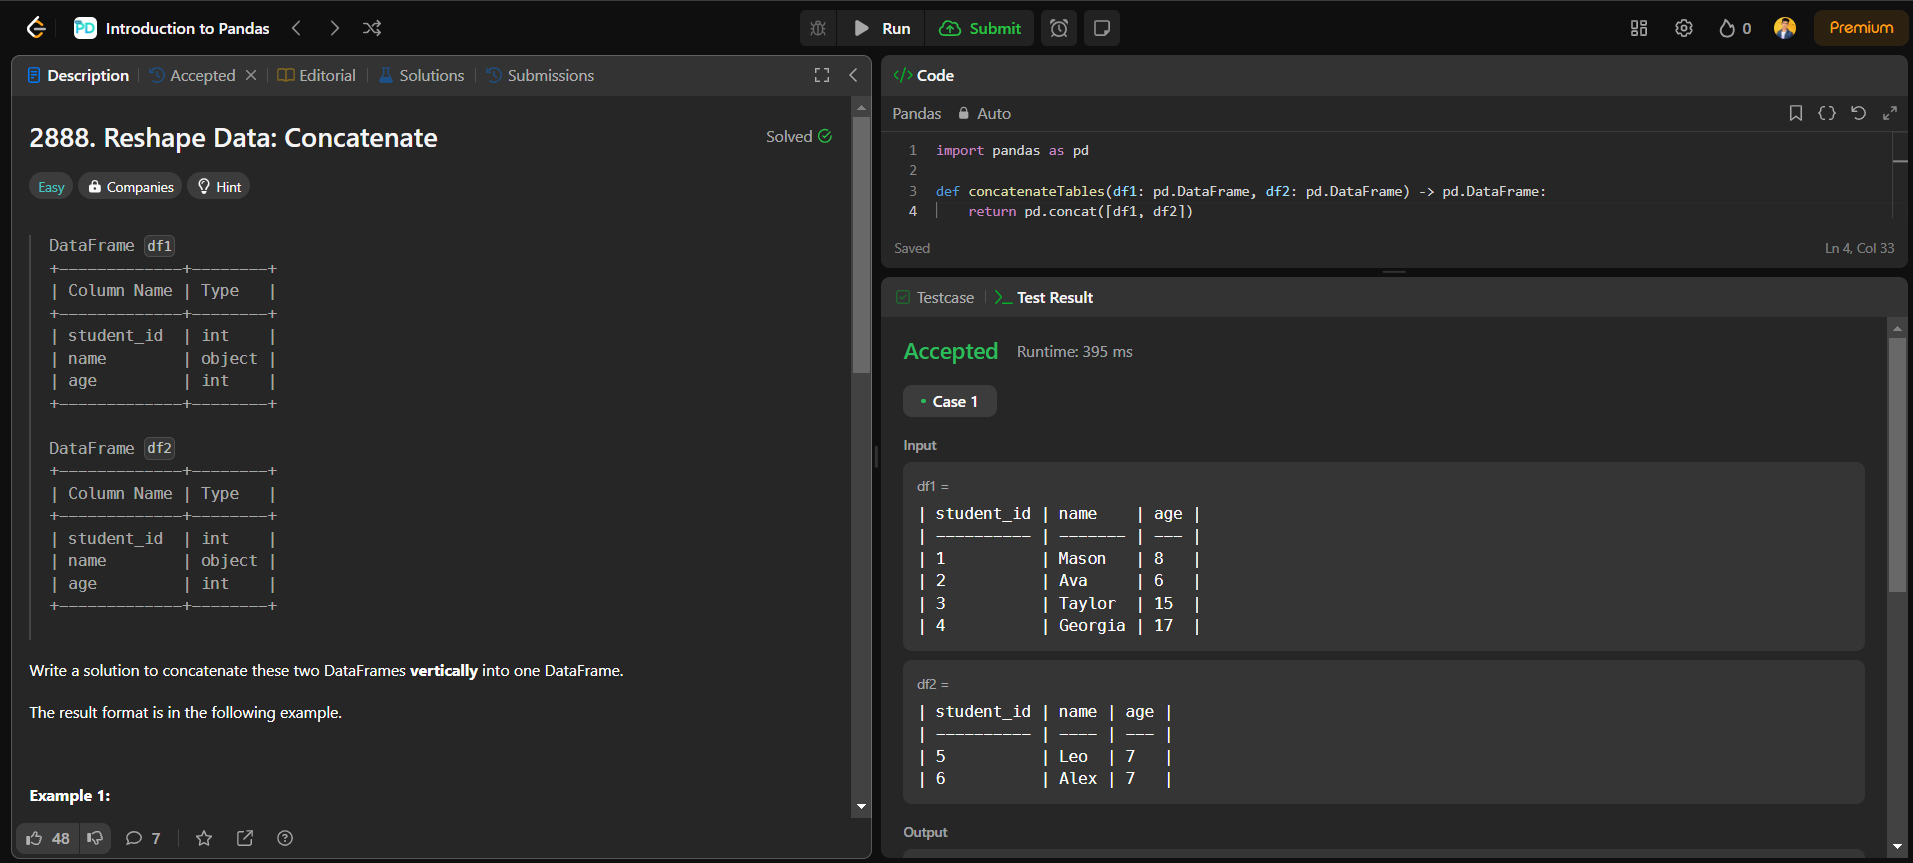 Introduction to Pandas
Run
Submit
0
Premium
Description
Accepted
Editorial
Solutions
Submissions
2888. Reshape Data: Concatenate
Solved
Easy
Companies
Hint
DataFrame df1
+-------------+--------+
| Column Name | Type   |
+-------------+--------+
| student_id  | int    |
| name        | object |
| age         | int    |
+-------------+--------+
DataFrame df2
+-------------+--------+
| Column Name | Type   |
+-------------+--------+
| student_id  | int    |
| name        | object |
| age         | int    |
+-------------+--------+
Write a solution to concatenate these two DataFrames vertically into one DataFrame.
The result format is in the following example.
Example 1:
48
7
Code
Pandas
Auto
1 import pandas as pd
2
3 def concatenateTables(df1: pd.DataFrame, df2: pd.DataFrame) -> pd.DataFrame:
4     return pd.concat([df1, df2])
Saved
Ln 4, Col 33
Testcase
Test Result
Accepted
Runtime: 395 ms
Case 1
Input
df1 =
| student_id | name    | age |
| ---------- | ------- | --- |
| 1          | Mason   | 8   |
| 2          | Ava     | 6   |
| 3          | Taylor  | 15  |
| 4          | Georgia | 17  |
df2 =
| student_id | name | age |
| ---------- | ---- | --- |
| 5          | Leo  | 7   |
| 6          | Alex | 7   |
Output